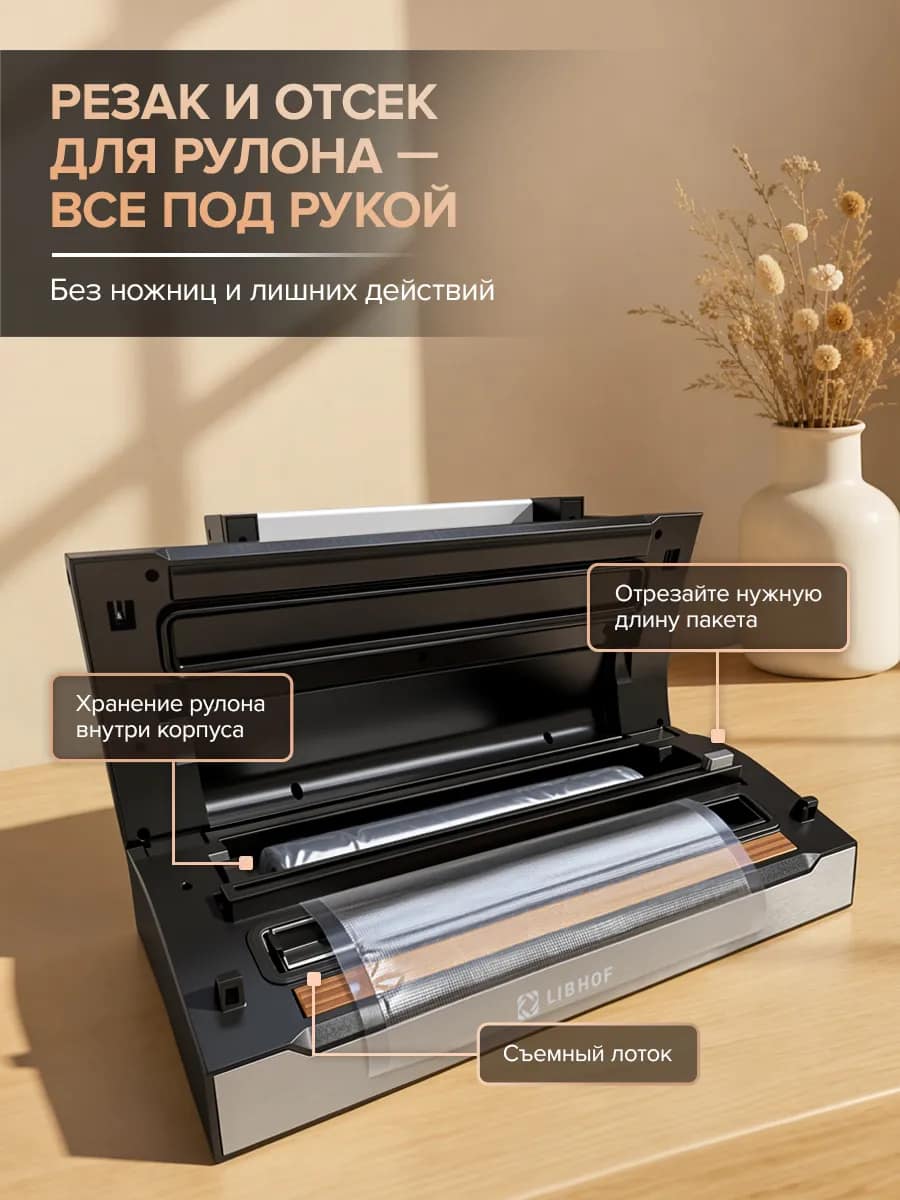 РЕЗАК И ОТСЕК
ДЛЯ РУЛОНА —
ВСЕ ПОД РУКОЙ
Без ножниц и лишних действий
Отрезайте нужную
длину пакета
Хранение рулона
внутри корпуса
LIBHOF
Съемный лоток